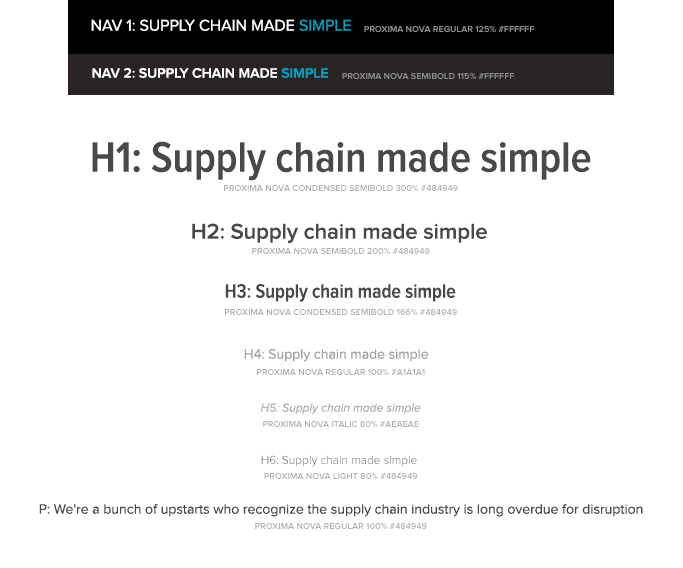 NAV 1: SUPPLY CHAIN MADE SIMPLE PROXIMA NOVA REGULAR 125% #FFFFFF
NAV 2: SUPPLY CHAIN MADE SIMPLE PROXIMA NOVA SEMIBOLD 115% #FFFFFF
H1: Supply chain made simple
PROXIMA NOVA CONDENSED SEMIBOLD 300% #484949
H2: Supply chain made simple
PROXIMA NOVA SEMIBOLD 200% #484949
H3: Supply chain made simple
PROXIMA NOVA CONDENSED SEMIBOLD 166% #484949
H4: Supply chain made simple
PROXIMA NOVA REGULAR 100% #A1A1A1
H5: Supply chain made simple
PROXIMA NOVA ITALIC 80% #AEAEAE
H6: Supply chain made simple
PROXIMA NOVA LIGHT 80% #484949
P: We're a bunch of upstarts who recognize the supply chain industry is long overdue for disruption
PROXIMA NOVA REGULAR 100% #484949